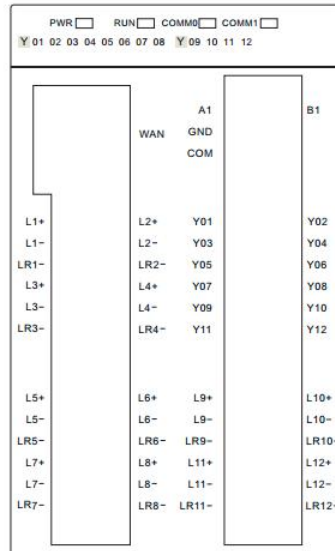 PWR RUN COMM0 COMM1
Y 01 02 03 04 05 06 07 08 Y 09 10 11 12
A1 B1
WAN GND
COM
L1+ L2+ Y01 Y02
L1- L2- Y03 Y04
LR1- LR2- Y05 Y06
L3+ L4+ Y07 Y08
L3- L4- Y09 Y10
LR3- LR4- Y11 Y12
L5+ L6+ L9+ L10+
L5- L6- L9- L10-
LR5- LR6- LR9- LR10-
L7+ L8+ L11+ L12+
L7- L8- L11- L12-
LR7- LR8- LR11- LR12-